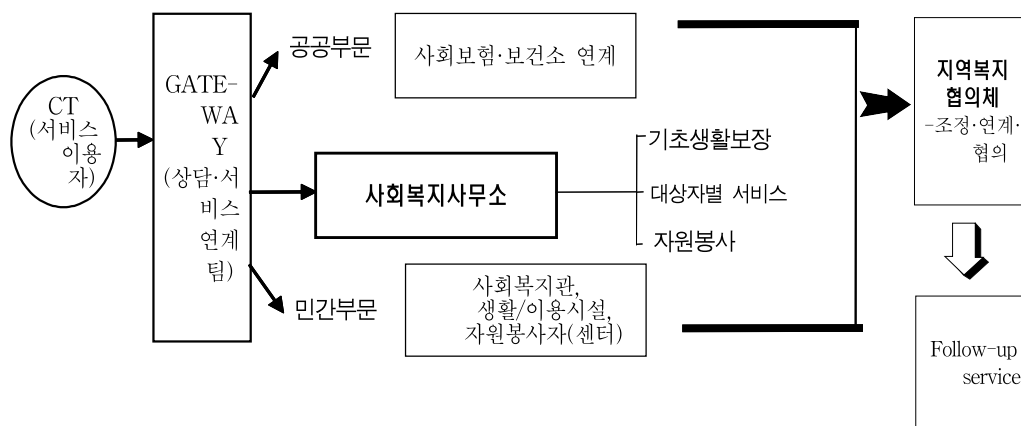 CT
(서비스
이용
자)
GATE-
WA
Y
(상담·서
비스
연계
팀)
공공부문
사회보험·보건소 연계
사회복지사무소
기초생활보장
대상자별 서비스
자원봉사
민간부문
사회복지관,
생활/이용시설,
자원봉사자(센터)
지역복지
협의체
-조정·연계·
협의
Follow-up
service